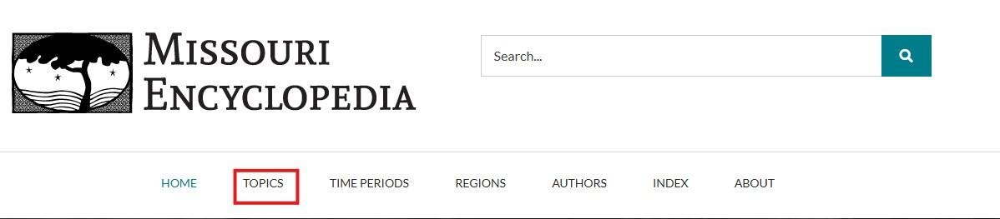 MISSOURI
ENCYCLOPEDIA
Search...
HOME TOPICS TIME PERIODS REGIONS AUTHORS INDEX ABOUT